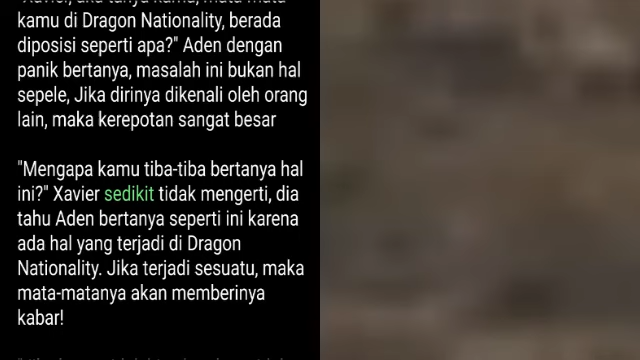 kamu di Dragon Nationality, berada
diposisi seperti apa?" Aden dengan
panik bertanya, masalah ini bukan hal
sepele, Jika dirinya dikenali oleh orang
lain, maka kerepotan sangat besar
"Mengapa kamu tiba-tiba bertanya hal
ini?" Xavier sedikit tidak mengerti, dia
tahu Aden bertanya seperti ini karena
ada hal yang terjadi di Dragon
Nationality. Jika terjadi sesuatu, maka
mata-matanya akan memberinya
kabar!